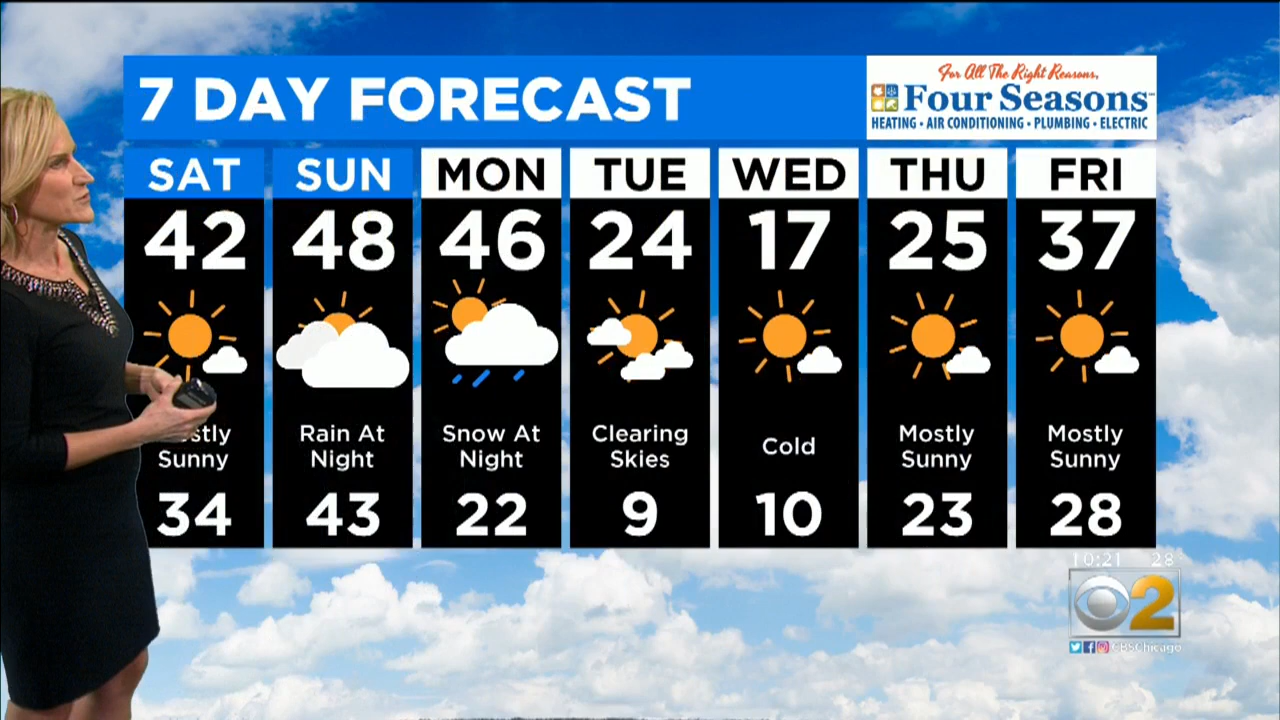 7 DAY FORECAST
For All The Right Reasons,
Four Seasons
HEATING • AIR CONDITIONING • PLUMBING • ELECTRIC
SAT SUN MON TUE WED THU FRI
42 48 46 24 17 25 37
Sunny
Rain At
Night
Snow At
Night
Clearing
Skies
Cold
Mostly
Sunny
Mostly
Sunny
34 43 22 9 10 23 28
10:21 28°
2
CBSChicago